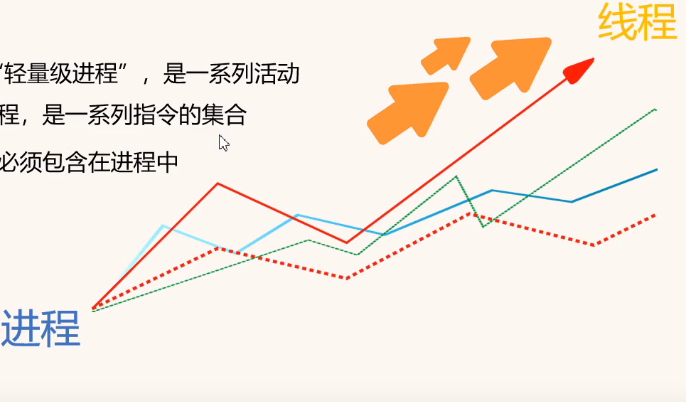 线程
“轻量级进程”，是一系列活动
程，是一系列指令的集合
必须包含在进程中
进程